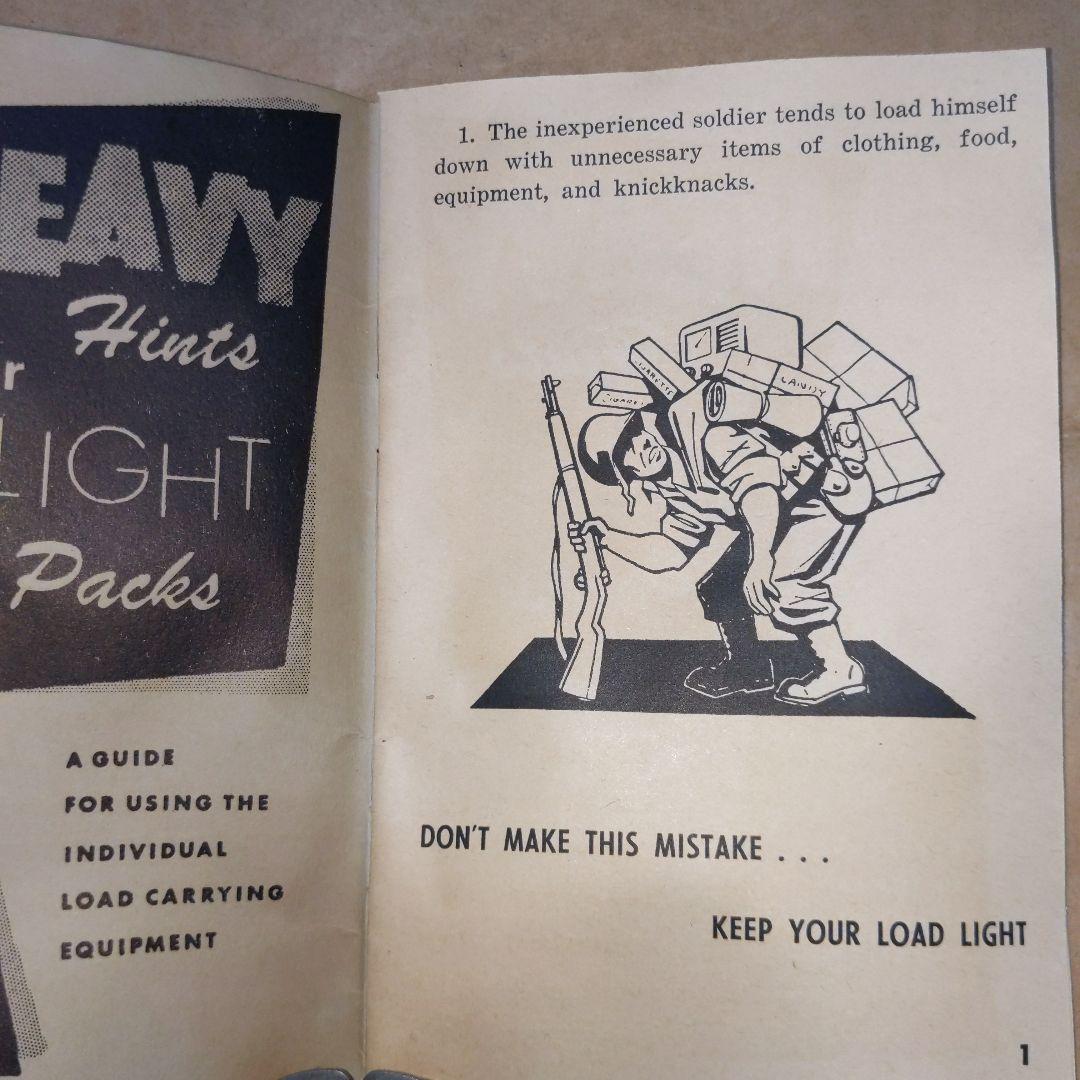 EAVY
Hints
r
LIGHT
Packs
A GUIDE
FOR USING THE
INDIVIDUAL
LOAD CARRYING
EQUIPMENT
1. The inexperienced soldier tends to load himself
down with unnecessary items of clothing, food,
equipment, and knickknacks.
CANDY
DON'T MAKE THIS MISTAKE . . .
KEEP YOUR LOAD LIGHT
1